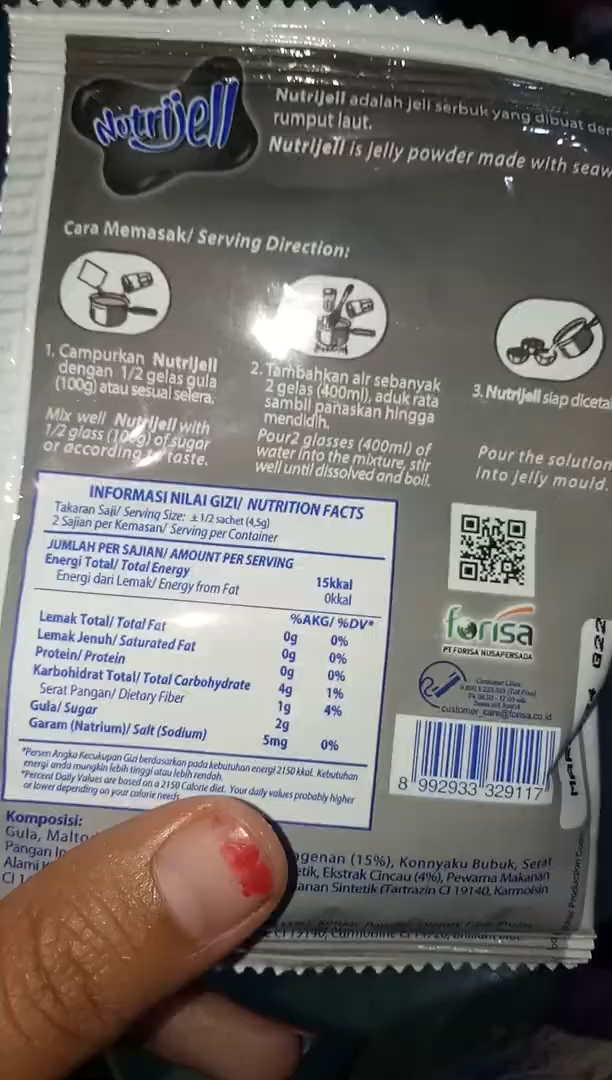 Nutrijell
Nutrijell adalah jeli serbuk yang dibuat
rumput laut.
Nutrijell is jelly powder made with
Cara Memasak/ Serving Direction:
1. Campurkan Nutrijell
dengan 1/2 gelas gula
(100g) atau sesuai selera.
Mix well Nutrijell with
1/2 glass (100g) of sugar
or according to taste.
2. Tambahkan air sebanyak
2 gelas (400ml), aduk rata
sambil panaskan hingga
mendidih.
Pour 2 glasses (400ml) of
water into the mixture, stir
well until dissolved and boil.
3. Nutrijell siap
Pour the solution
into jelly mould.
INFORMASI NILAI GIZI/ NUTRITION FACTS
Takaran Saji/ Serving Size: ±1/2 sachet (4,5g)
2 Sajian per Kemasan/ Serving per Container
JUMLAH PER SAJIAN/ AMOUNT PER SERVING
Energi Total/ Total Energy 15kkal
Energi dari Lemak/ Energy from Fat 0kkal
%AKG/ %DV*
Lemak Total/ Total Fat 0g 0%
Lemak Jenuh/ Saturated Fat 0g 0%
Protein/ Protein 0g 0%
Karbohidrat Total/ Total Carbohydrate 4g 1%
Serat Pangan/ Dietary Fiber 1g 4%
Gula/ Sugar 2g
Garam (Natrium)/ Salt (Sodium) 5mg 0%
*Persen Angka Kecukupan Gizi berdasarkan pada kebutuhan energi 2150 kkal. Kebutuhan
energi anda mungkin lebih tinggi atau lebih rendah.
*Percent Daily Values are based on a 2150 Calorie diet. Your daily values probably higher
or lower depending on your calorie needs
forisa
PT FORISA NUSAPERSADA
customer_care@forisa.co.id
8 992933 329117
Komposisi:
Gula,
Pangan
Alami
CI
(15%), Konnyaku Bubuk, Serat
Ekstrak Cincau (4%), Pewarna Makanan
Sintetik (Tartrazin CI 19140, Karmoisin